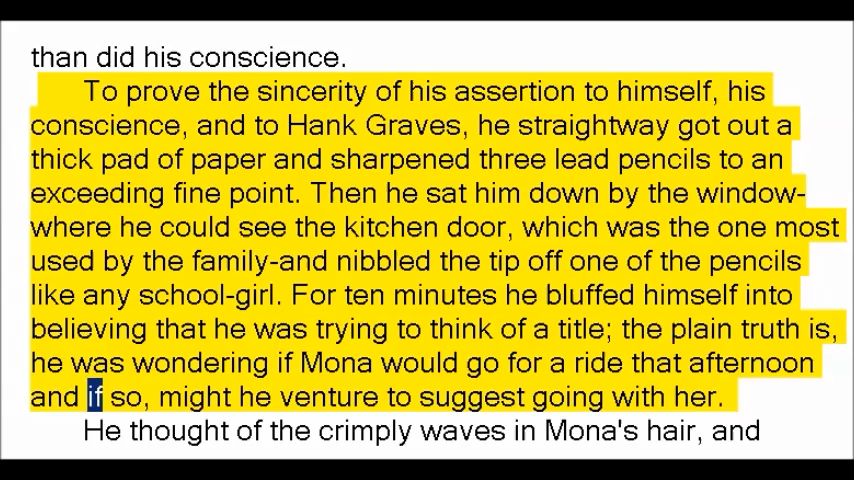 than did his conscience.
To prove the sincerity of his assertion to himself, his
conscience, and to Hank Graves, he straightway got out a
thick pad of paper and sharpened three lead pencils to an
exceeding fine point. Then he sat him down by the window-
where he could see the kitchen door, which was the one most
used by the family-and nibbled the tip off one of the pencils
like any school-girl. For ten minutes he bluffed himself into
believing that he was trying to think of a title; the plain truth is,
he was wondering if Mona would go for a ride that afternoon
and if so, might he venture to suggest going with her.
He thought of the crimply waves in Mona's hair, and